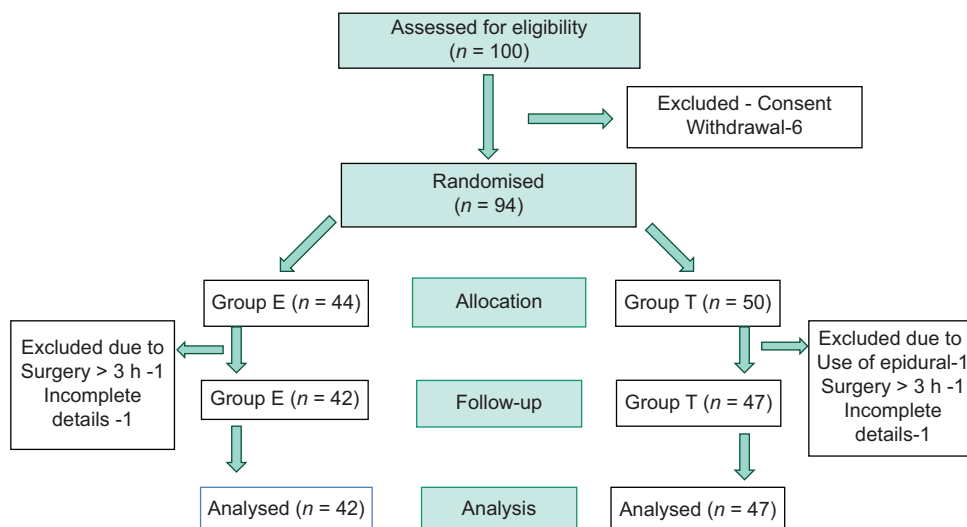 Assessed for eligibility
(n = 100)
Excluded - Consent
Withdrawal-6
Randomised
(n = 94)
Group E (n = 44)
Allocation
Group T (n = 50)
Excluded due to
Surgery > 3 h -1
Incomplete
details -1
Excluded due to
Use of epidural-1
Surgery > 3 h -1
Incomplete
details-1
Group E (n = 42)
Follow-up
Group T (n = 47)
Analysed (n = 42)
Analysis
Analysed (n = 47)